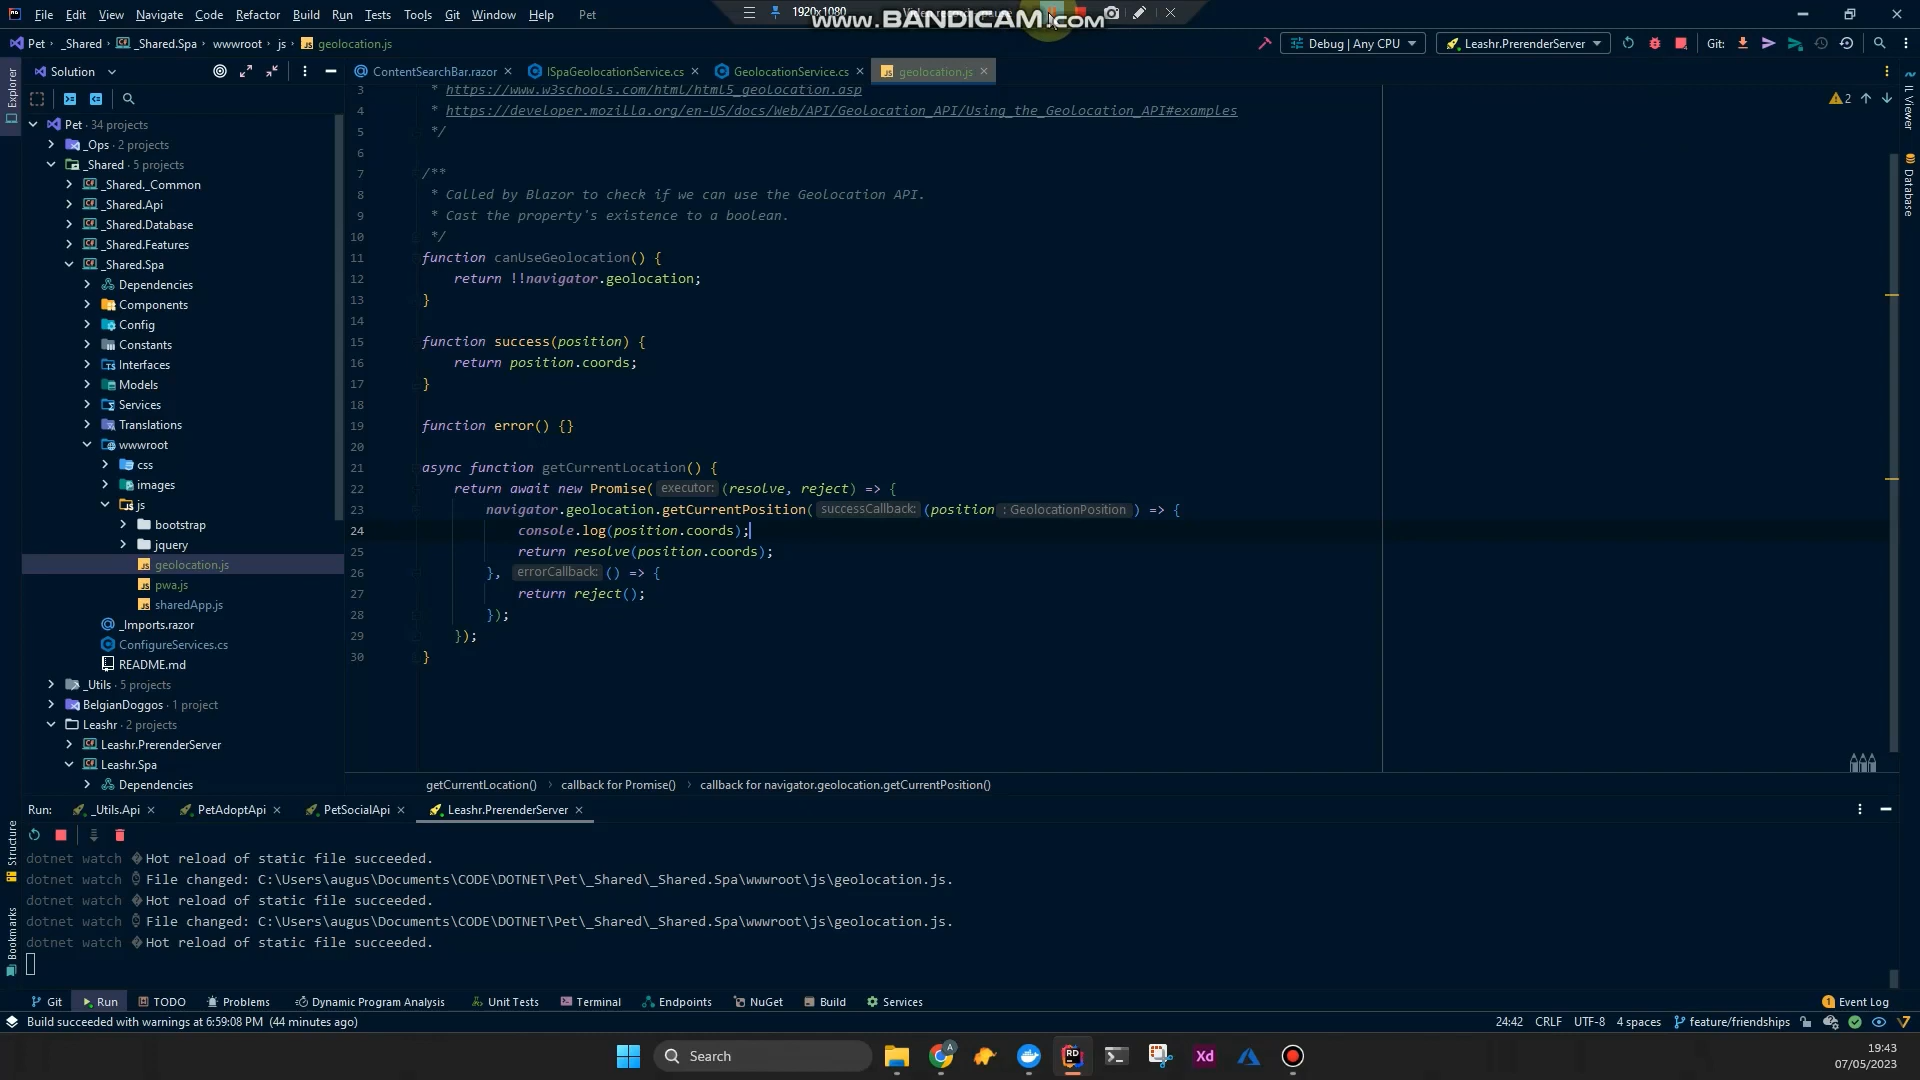 File Edit View Navigate Code Refactor Build Run Tests Tools Git Window Help Pet
1920x1080
www.BANDICAM.com
Pet › _Shared › _Shared.Spa › wwwroot › js › geolocation.js
Debug | Any CPU
Leashr.PrerenderServer
Git:
Solution
ContentSearchBar.razor
ISpaGeolocationService.cs
GeolocationService.cs
geolocation.js
Explorer
IL Viewer
Database
2
Pet · 34 projects
_Ops · 2 projects
_Shared · 5 projects
_Shared._Common
_Shared.Api
_Shared.Database
_Shared.Features
_Shared.Spa
Dependencies
Components
Config
Constants
Interfaces
Models
Services
Translations
wwwroot
css
images
js
bootstrap
jquery
geolocation.js
pwa.js
sharedApp.js
_Imports.razor
ConfigureServices.cs
README.md
_Utils · 5 projects
BelgianDoggos · 1 project
Leashr · 2 projects
Leashr.PrerenderServer
Leashr.Spa
Dependencies
3 * https://www.w3schools.com/html/html5_geolocation.asp
4 * https://developer.mozilla.org/en-US/docs/Web/API/Geolocation_API/Using_the_Geolocation_API#examples
5 */
6
7 /**
8 * Called by Blazor to check if we can use the Geolocation API.
9 * Cast the property's existence to a boolean.
10 */
11 function canUseGeolocation() {
12 return !!navigator.geolocation;
13 }
14
15 function success(position) {
16 return position.coords;
17 }
18
19 function error() {}
20
21 async function getCurrentLocation() {
22 return await new Promise( executor: (resolve, reject) => {
23 navigator.geolocation.getCurrentPosition( successCallback: (position : GeolocationPosition ) => {
24 console.log(position.coords);
25 return resolve(position.coords);
26 }, errorCallback: () => {
27 return reject();
28 });
29 });
30 }
getCurrentLocation() › callback for Promise() › callback for navigator.geolocation.getCurrentPosition()
Run: _Utils.Api PetAdoptApi PetSocialApi Leashr.PrerenderServer
Structure
Bookmarks
dotnet watch Hot reload of static file succeeded.
dotnet watch File changed: C:\Users\augus\Documents\CODE\DOTNET\Pet\_Shared\_Shared.Spa\wwwroot\js\geolocation.js.
dotnet watch Hot reload of static file succeeded.
dotnet watch File changed: C:\Users\augus\Documents\CODE\DOTNET\Pet\_Shared\_Shared.Spa\wwwroot\js\geolocation.js.
dotnet watch Hot reload of static file succeeded.
Git Run TODO Problems Dynamic Program Analysis Unit Tests Terminal Endpoints NuGet Build Services
1 Event Log
Build succeeded with warnings at 6:59:08 PM (44 minutes ago)
24:42 CRLF UTF-8 4 spaces feature/friendships
Search
A
RD
Xd
19:43
07/05/2023